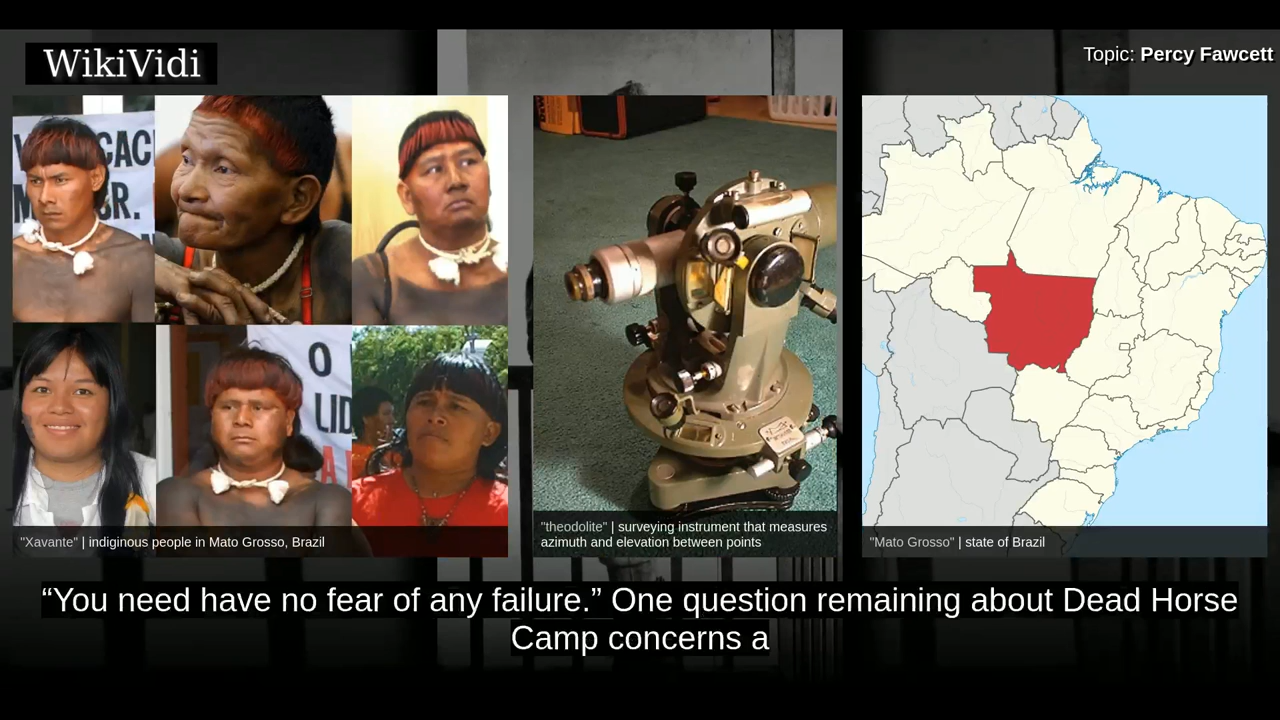 WikiVidi
Topic: Percy Fawcett
CAC
M
R.
O
LID
"Xavante" | indiginous people in Mato Grosso, Brazil
"theodolite" | surveying instrument that measures
azimuth and elevation between points
"Mato Grosso" | state of Brazil
“You need have no fear of any failure.” One question remaining about Dead Horse
Camp concerns a